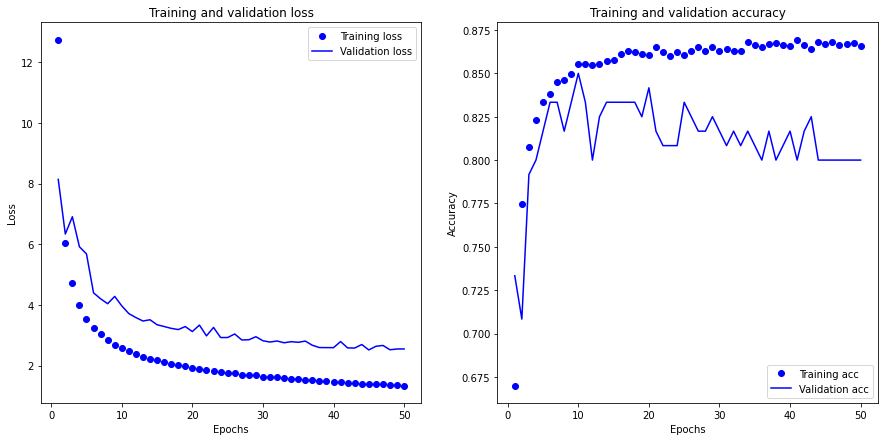 Training and validation loss
Training loss
Validation loss
12
10
8
6
4
2
Loss
0
10
20
30
40
50
Epochs
Training and validation accuracy
0.875
0.850
0.825
0.800
0.775
0.750
0.725
0.700
0.675
Accuracy
Training acc
Validation acc
0
10
20
30
40
50
Epochs